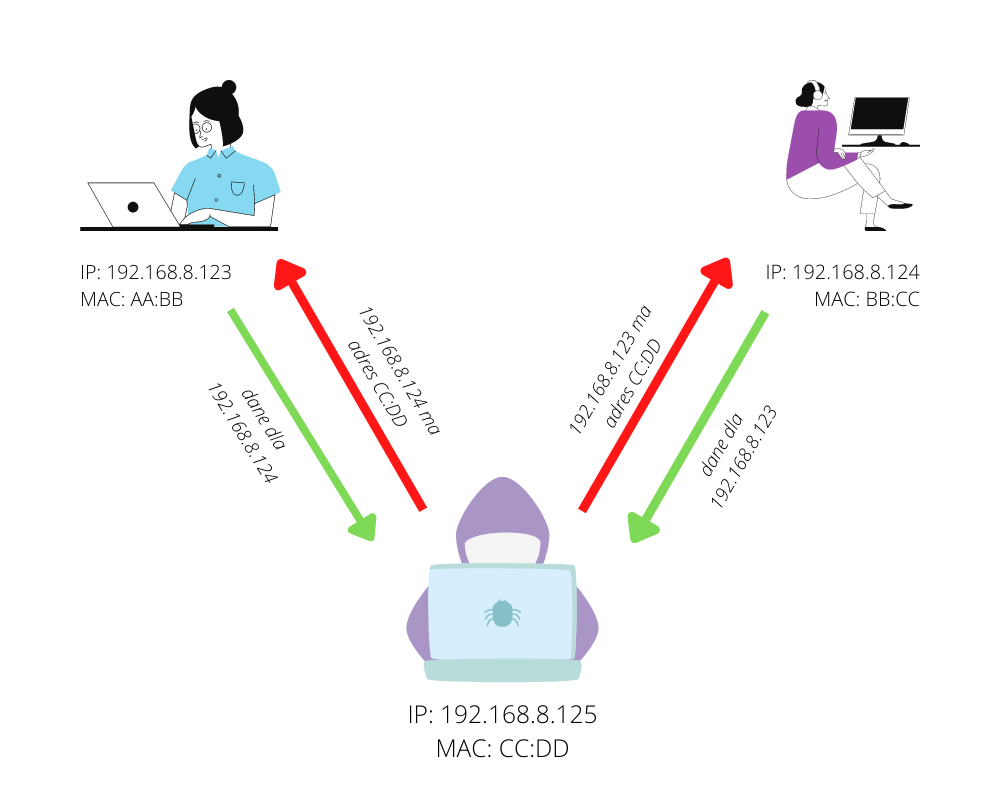 IP: 192.168.8.123
MAC: AA:BB
IP: 192.168.8.124
MAC: BB:CC
192.168.8.124 ma
adres CC:DD
dane dla
192.168.8.124
192.168.8.123 ma
adres CC:DD
dane dla
192.168.8.123
IP: 192.168.8.125
MAC: CC:DD